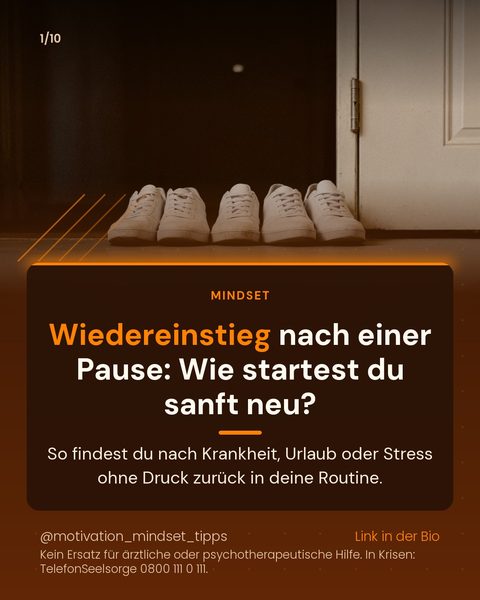 1/10
MINDSET
Wiedereinstieg nach einer
Pause: Wie startest du
sanft neu?
So findest du nach Krankheit, Urlaub oder Stress
ohne Druck zurück in deine Routine.
@motivation_mindset_tipps
Link in der Bio
Kein Ersatz für ärztliche oder psychotherapeutische Hilfe. In Krisen:
TelefonSeelsorge 0800 111 0 111.